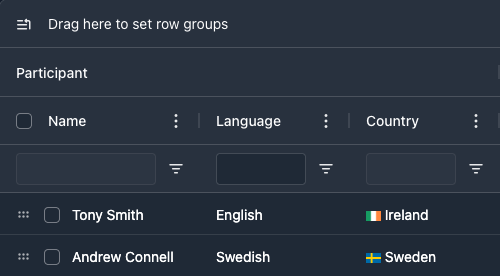 Drag here to set row groups
Participant
Name Language Country
Tony Smith English Ireland
Andrew Connell Swedish Sweden